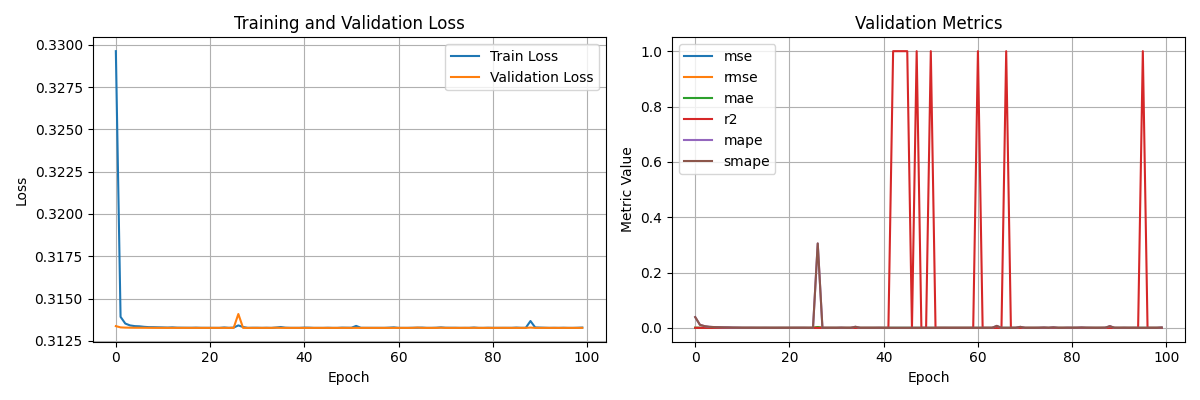 Training and Validation Loss
0.3300
0.3275
0.3250
0.3225
0.3200
0.3175
0.3150
0.3125
Loss
0 20 40 60 80 100
Epoch
Train Loss
Validation Loss
Validation Metrics
1.0
0.8
0.6
0.4
0.2
0.0
Metric Value
0 20 40 60 80 100
Epoch
mse
rmse
mae
r2
mape
smape